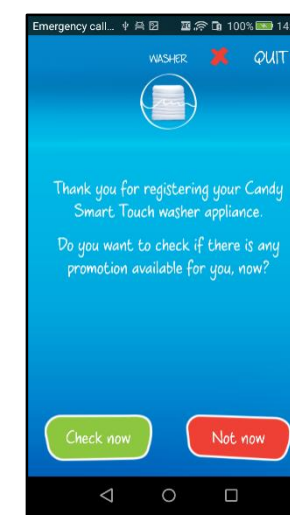 Emergency call... 100% 14
WASHER QUIT
Thank you for registering your Candy
Smart Touch washer appliance.
Do you want to check if there is any
promotion available for you, now?
Check now Not now